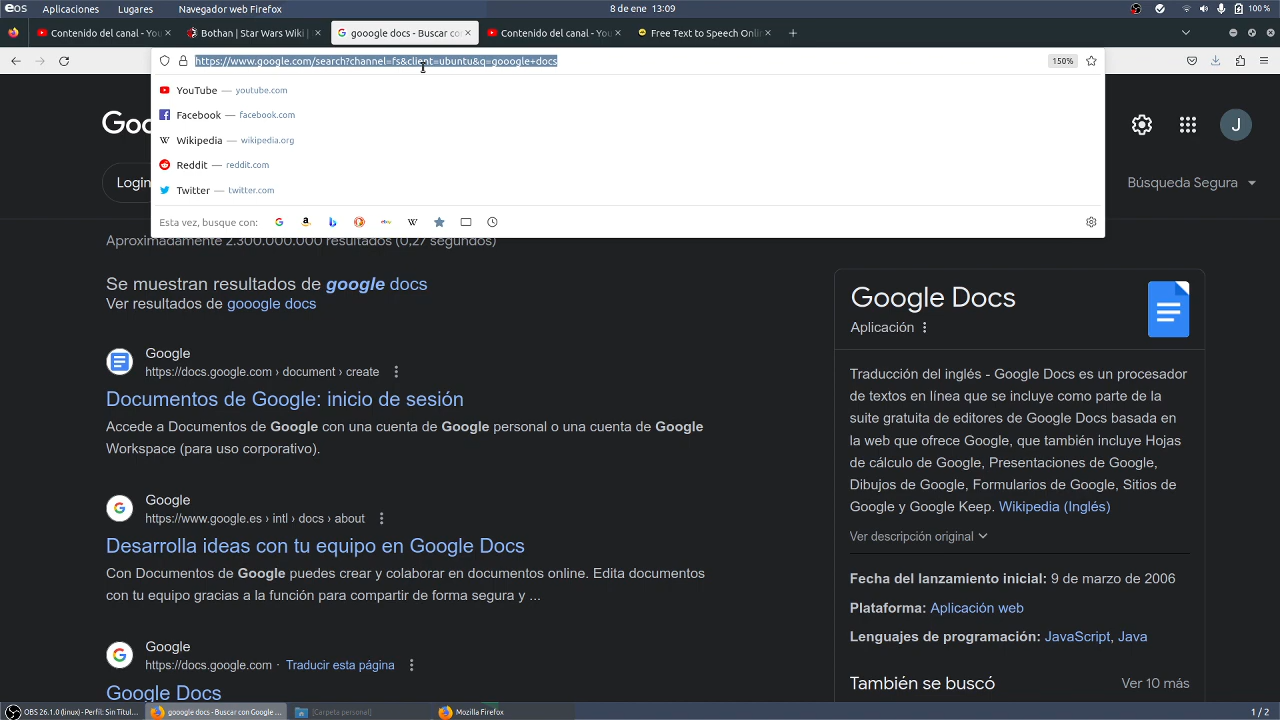 eos Aplicaciones Lugares Navegador web Firefox 8 de ene 13:09 100 %
Contenido del canal - You
Bothan | Star Wars Wiki |
gooogle docs - Buscar con
Contenido del canal - You
Free Text to Speech Online
https://www.google.com/search?channel=fs&client=ubuntu&q=gooogle+docs 150%
YouTube — youtube.com
Facebook — facebook.com
Wikipedia — wikipedia.org
Reddit — reddit.com
Twitter — twitter.com
Esta vez, busque con:
Goo
J
Login
Búsqueda Segura
Aproximadamente 2.300.000.000 resultados (0,27 segundos)
Se muestran resultados de google docs
Ver resultados de gooogle docs
Google
https://docs.google.com › document › create
Documentos de Google: inicio de sesión
Accede a Documentos de Google con una cuenta de Google personal o una cuenta de Google
Workspace (para uso corporativo).
Google
https://www.google.es › intl › docs › about
Desarrolla ideas con tu equipo en Google Docs
Con Documentos de Google puedes crear y colaborar en documentos online. Edita documentos
con tu equipo gracias a la función para compartir de forma segura y ...
Google
https://docs.google.com · Traducir esta página
Google Docs
Google Docs
Aplicación
Traducción del inglés - Google Docs es un procesador
de textos en línea que se incluye como parte de la
suite gratuita de editores de Google Docs basada en
la web que ofrece Google, que también incluye Hojas
de cálculo de Google, Presentaciones de Google,
Dibujos de Google, Formularios de Google, Sitios de
Google y Google Keep. Wikipedia (Inglés)
Ver descripción original
Fecha del lanzamiento inicial: 9 de marzo de 2006
Plataforma: Aplicación web
Lenguajes de programación: JavaScript, Java
También se buscó Ver 10 más
OBS 26.1.0 (linux) - Perfil: Sin Titul...
gooogle docs - Buscar con Google ...
[Carpeta personal]
Mozilla Firefox
1 / 2